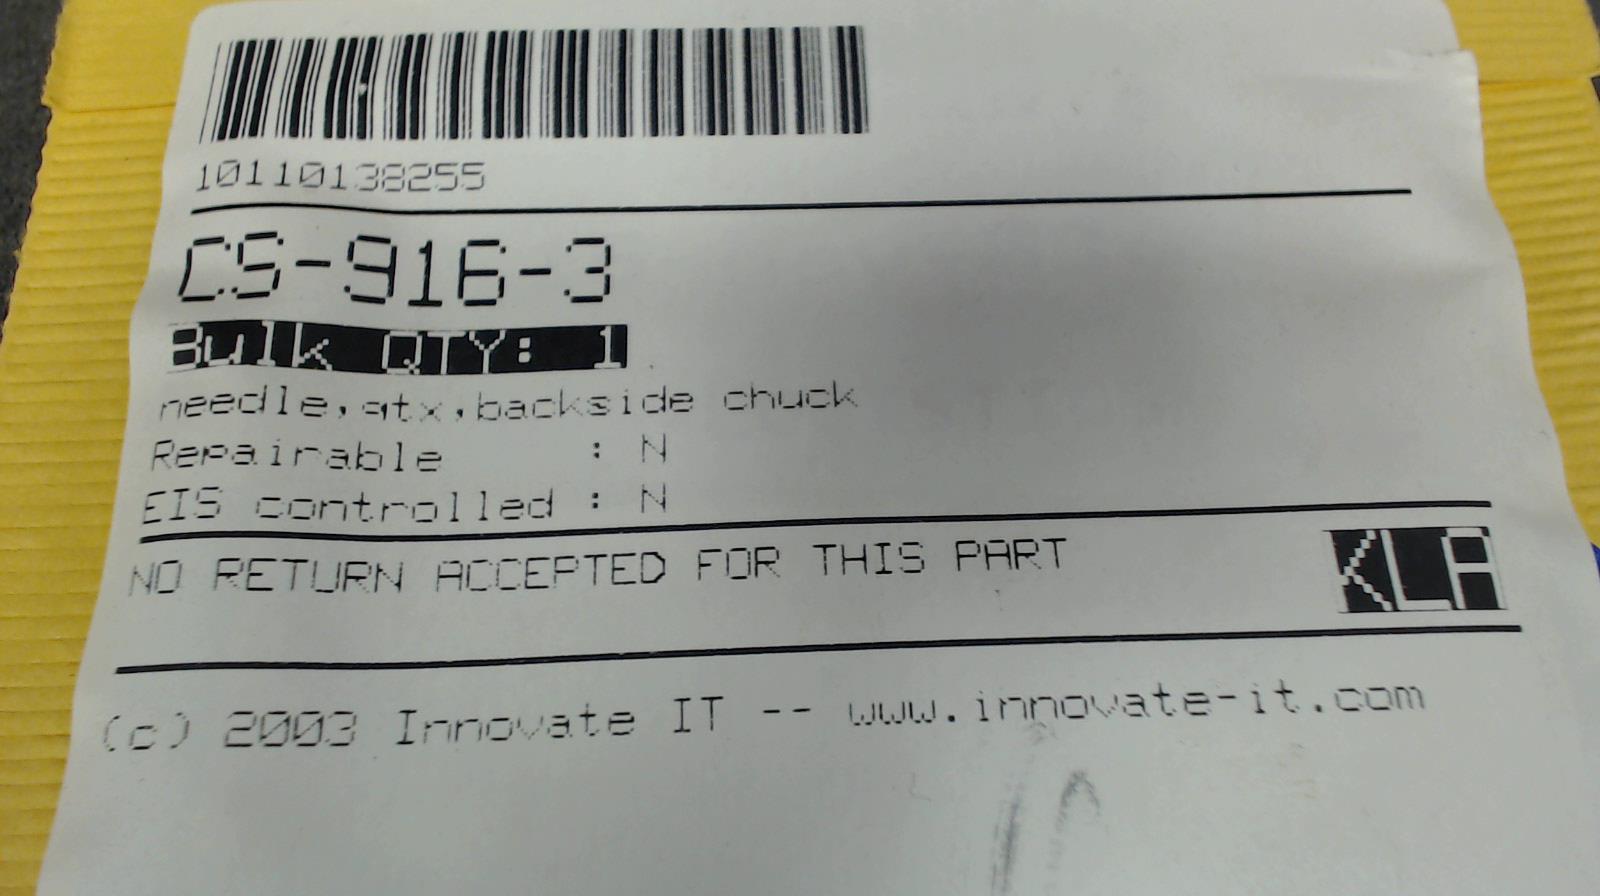 10110138255
CS-916-3
Bulk QTY: 1
needle,qtx,backside chuck
Repairable : N
EIS controlled : N
NO RETURN ACCEPTED FOR THIS PART
KLA
(c) 2003 Innovate IT -- www.innovate-it.com